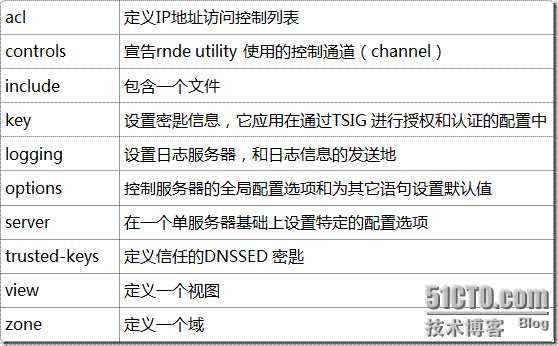 acl 定义IP地址访问控制列表
controls 宣告rnde utility 使用的控制通道（channel）
include 包含一个文件
key 设置密匙信息，它应用在通过TSIG 进行授权和认证的配置中
logging 设置日志服务器，和日志信息的发送地
options 控制服务器的全局配置选项和为其它语句设置默认值
server 在一个单服务器基础上设置特定的配置选项
trusted-keys 定义信任的DNSSED 密匙
view 定义一个视图
zone 定义一个域
51CTO.com
技术博客 Blog